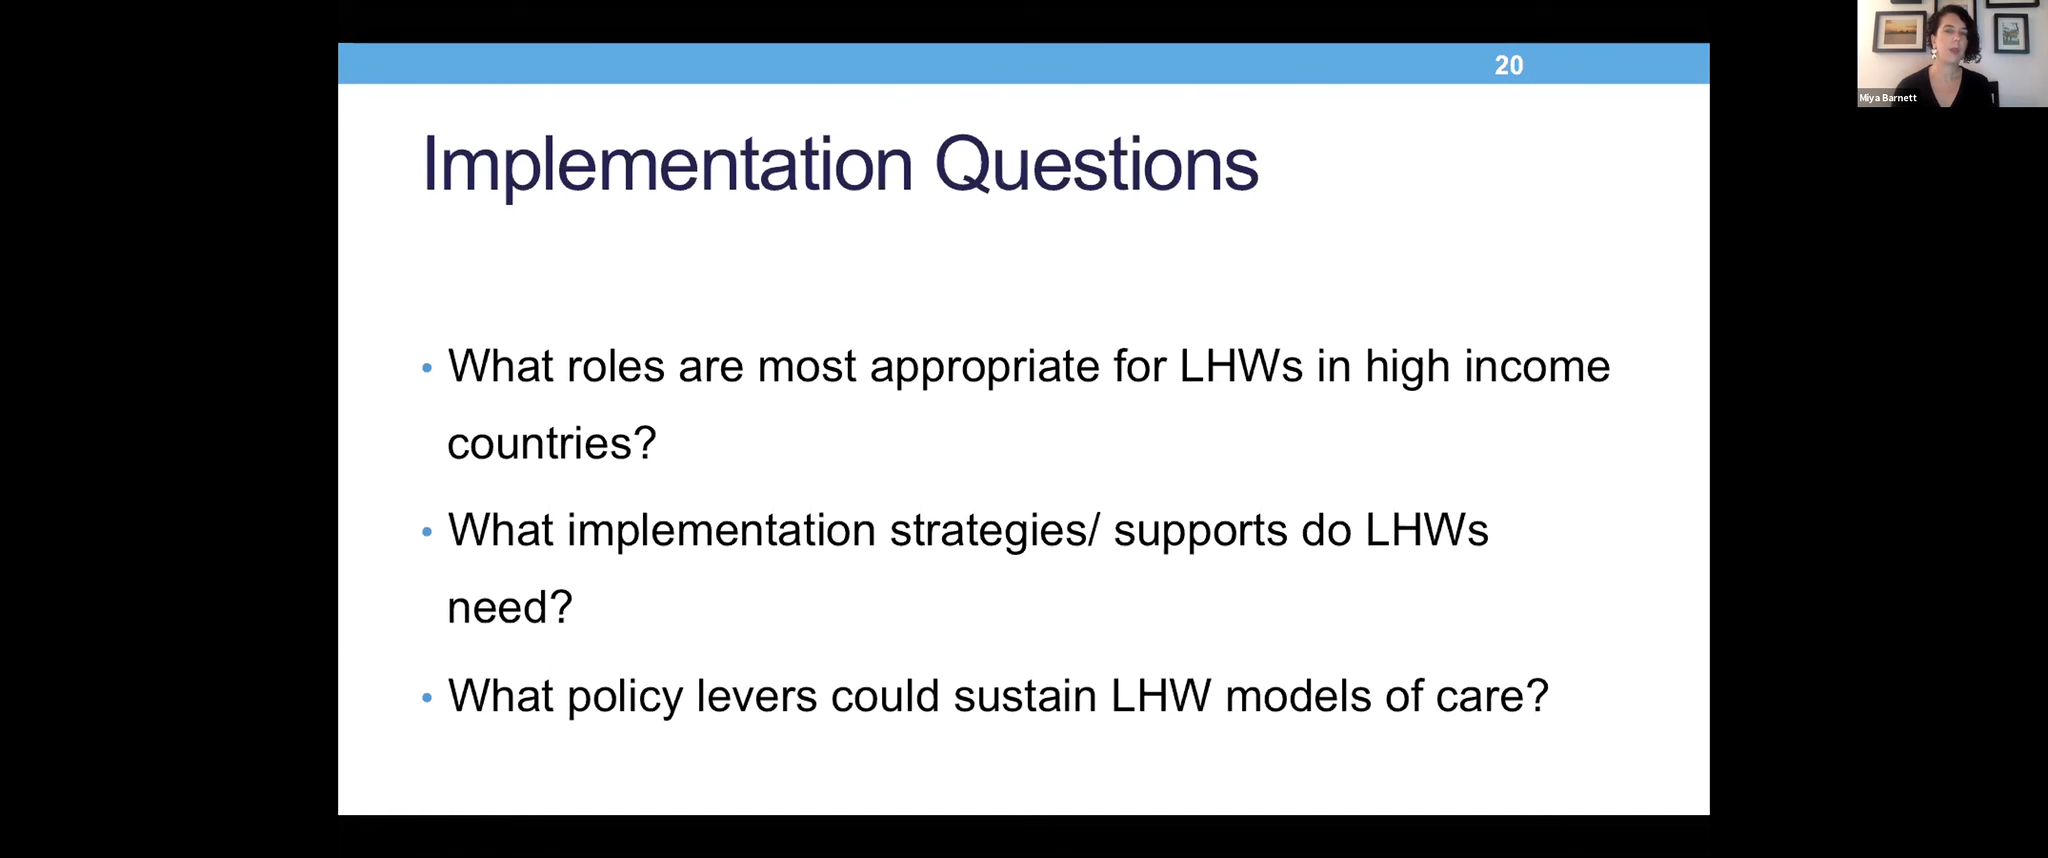 20
Implementation Questions
• What roles are most appropriate for LHWs in high income
countries?
• What implementation strategies/ supports do LHWs
need?
• What policy levers could sustain LHW models of care?
Miya Barnett